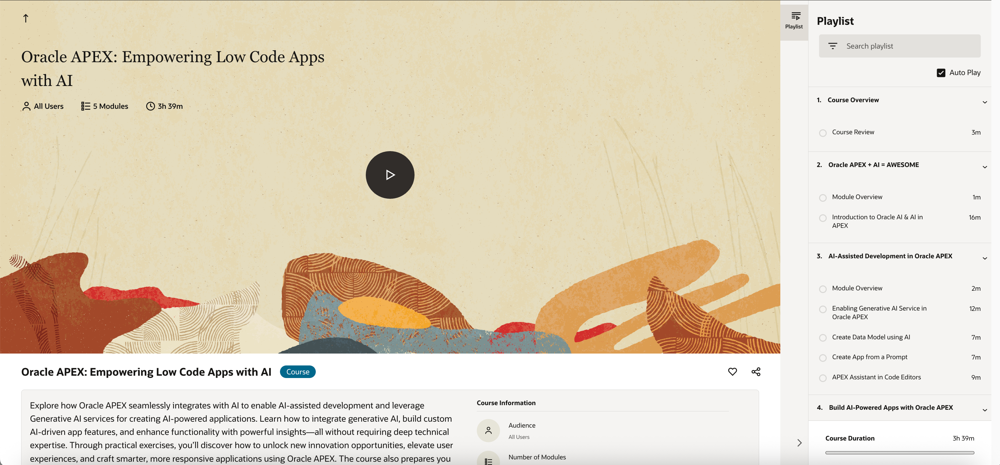 Oracle APEX: Empowering Low Code Apps
with AI
All Users
5 Modules
3h 39m
Oracle APEX: Empowering Low Code Apps with AI
Course
Explore how Oracle APEX seamlessly integrates with AI to enable AI-assisted development and leverage
Generative AI services for creating AI-powered applications. Learn how to integrate generative AI, build custom
AI-driven app features, and enhance functionality with powerful insights—all without requiring deep technical
expertise. Through practical exercises, you’ll discover how to unlock new innovation opportunities, elevate user
experiences, and craft smarter, more responsive applications using Oracle APEX. The course also prepares you
Course Information
Audience
All Users
Number of Modules
Playlist
Playlist
Search playlist
Auto Play
1. Course Overview
Course Review 3m
2. Oracle APEX + AI = AWESOME
Module Overview 1m
Introduction to Oracle AI & AI in 16m
APEX
3. AI-Assisted Development in Oracle APEX
Module Overview 2m
Enabling Generative AI Service in 12m
Oracle APEX
Create Data Model using AI 7m
Create App from a Prompt 7m
APEX Assistant in Code Editors 9m
4. Build AI-Powered Apps with Oracle APEX
Course Duration 3h 39m